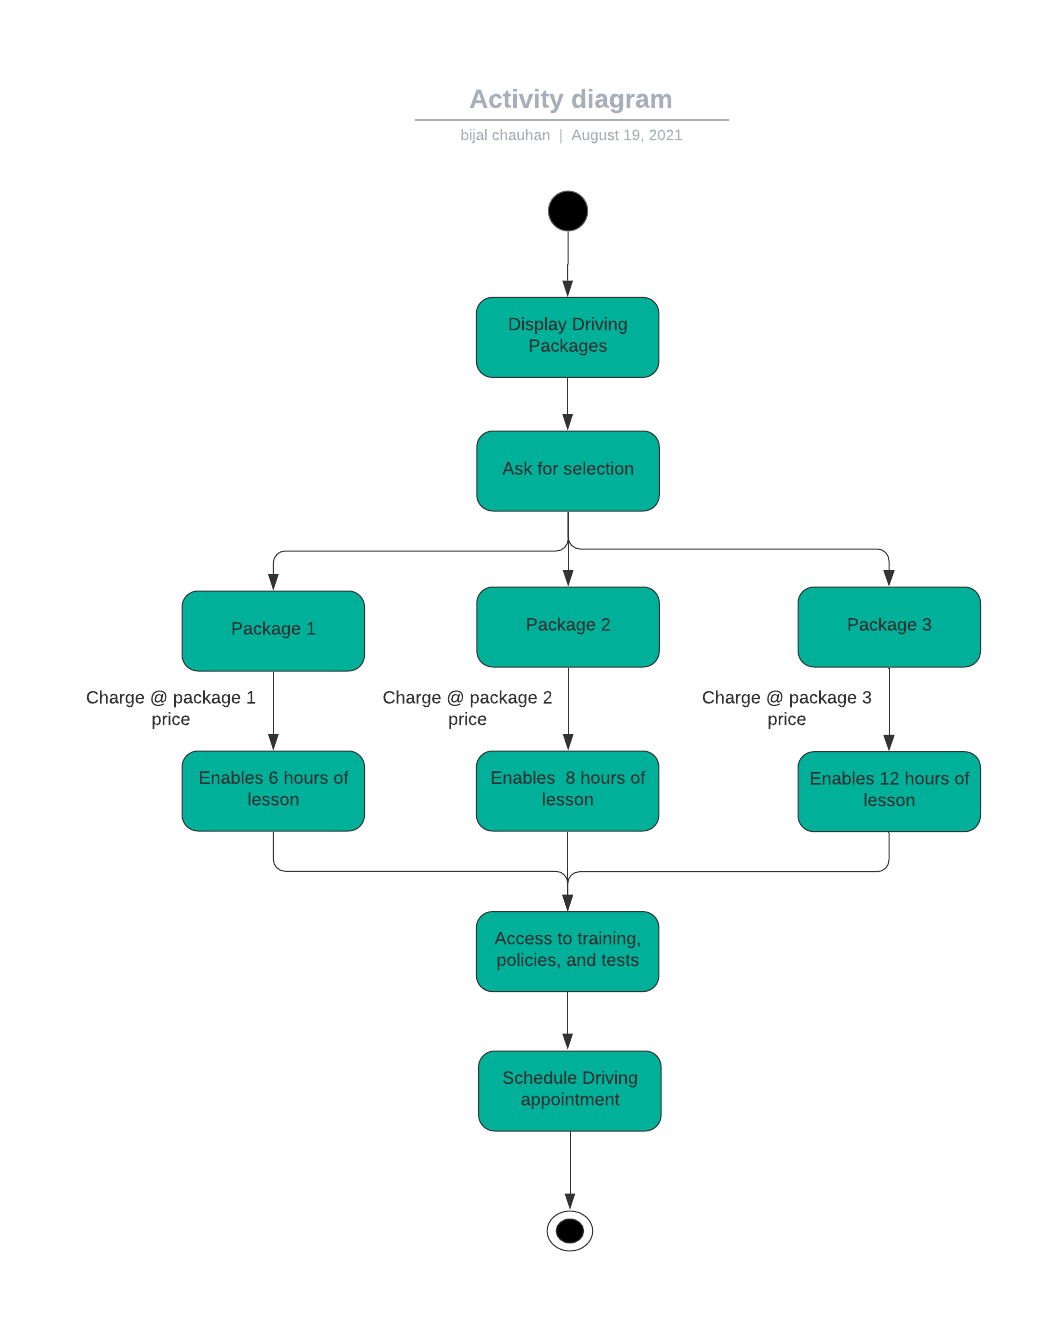 Activity diagram
bijal chauhan | August 19, 2021
Display Driving
Packages
Ask for selection
Package 1
Package 2
Package 3
Charge @ package 1
price
Charge @ package 2
price
Charge @ package 3
price
Enables 6 hours of
lesson
Enables  8 hours of
lesson
Enables 12 hours of
lesson
Access to training,
policies, and tests
Schedule Driving
appointment